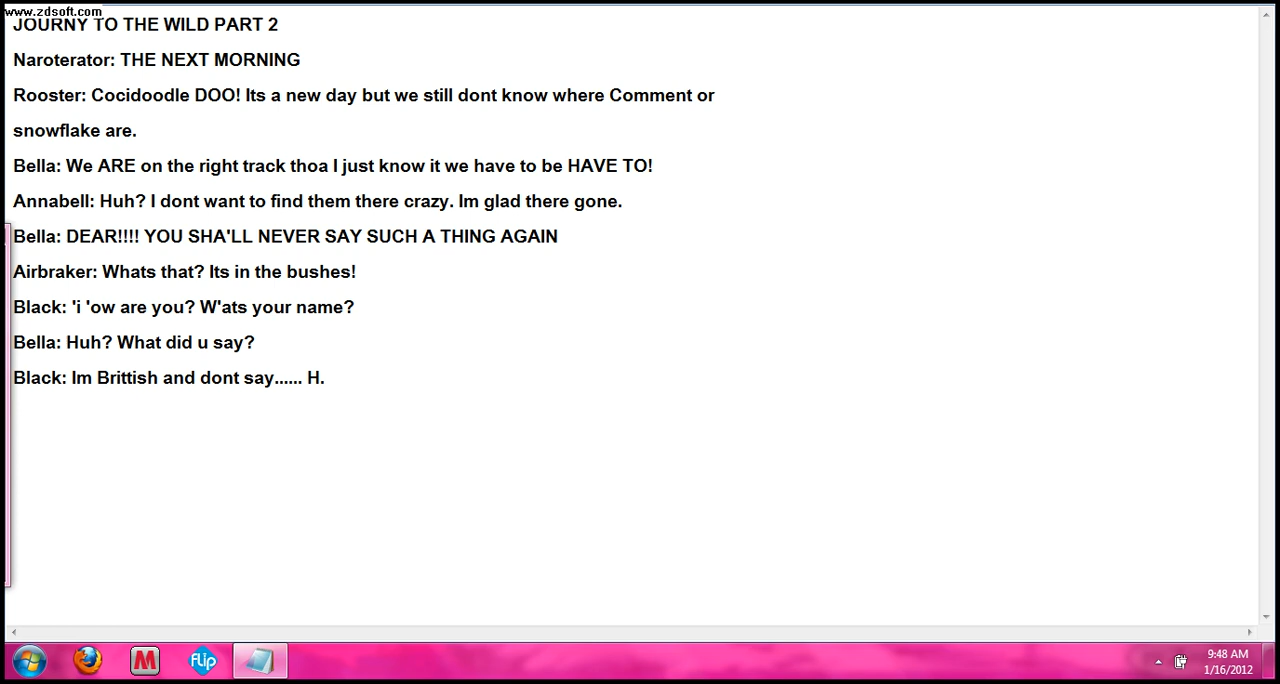 www.zdsoft.com
JOURNY TO THE WILD PART 2
Naroterator: THE NEXT MORNING
Rooster: Cocidoodle DOO! Its a new day but we still dont know where Comment or
snowflake are.
Bella: We ARE on the right track thoa I just know it we have to be HAVE TO!
Annabell: Huh? I dont want to find them there crazy. Im glad there gone.
Bella: DEAR!!!! YOU SHA'LL NEVER SAY SUCH A THING AGAIN
Airbraker: Whats that? Its in the bushes!
Black: 'i 'ow are you? W'ats your name?
Bella: Huh? What did u say?
Black: Im Brittish and dont say...... H.
M
FLIP
9:48 AM
1/16/2012